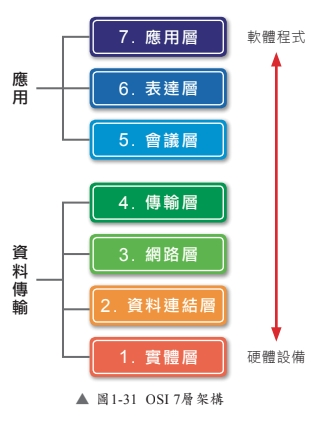 7. 應用層
軟體程式
應用
6. 表達層
5. 會議層
4. 傳輸層
資料傳輸
3. 網路層
2. 資料連結層
1. 實體層
硬體設備
▲ 圖1-31 OSI 7層架構